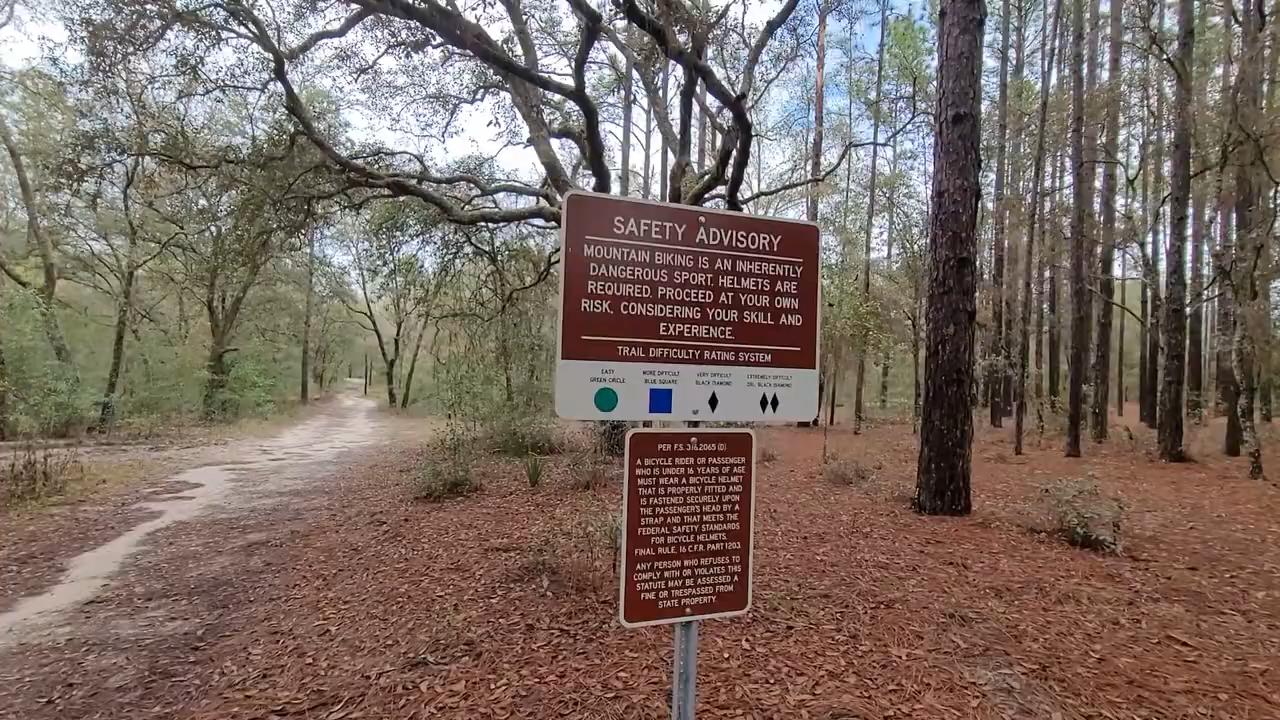 SAFETY ADVISORY
MOUNTAIN BIKING IS AN INHERENTLY
DANGEROUS SPORT. HELMETS ARE
REQUIRED. PROCEED AT YOUR OWN
RISK, CONSIDERING YOUR SKILL AND
EXPERIENCE.
TRAIL DIFFICULTY RATING SYSTEM
EASY MORE DIFFICULT VERY DIFFICULT EXTREMELY DIFFICULT
GREEN CIRCLE BLUE SQUARE BLACK DIAMOND DBL. BLACK DIAMOND
PER F.S. 316.2065 (D)
A BICYCLE RIDER OR PASSENGER
WHO IS UNDER 16 YEARS OF AGE
MUST WEAR A BICYCLE HELMET
THAT IS PROPERLY FITTED AND
IS FASTENED SECURELY UPON
THE PASSENGER'S HEAD BY A
STRAP AND THAT MEETS THE
FEDERAL SAFETY STANDARDS
FOR BICYCLE HELMETS,
FINAL RULE, 16 C.F.R. PART 1203.
ANY PERSON WHO REFUSES TO
COMPLY WITH OR VIOLATES THIS
STATUTE MAY BE ASSESSED A
FINE OR TRESPASSED FROM
STATE PROPERTY.